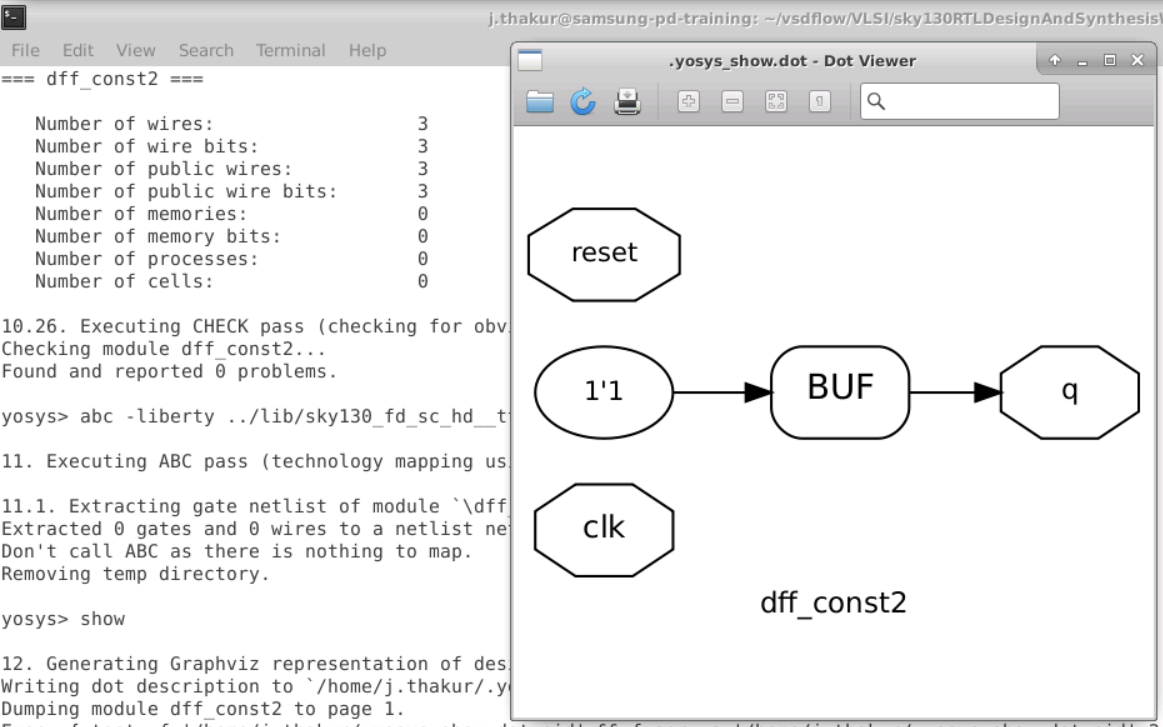 j.thakur@samsung-pd-training: ~/vsdflow/VLSI/sky130RTLDesignAndSynthesis
File Edit View Search Terminal Help
=== dff_const2 ===
Number of wires: 3
Number of wire bits: 3
Number of public wires: 3
Number of public wire bits: 3
Number of memories: 0
Number of memory bits: 0
Number of processes: 0
Number of cells: 0
10.26. Executing CHECK pass (checking for obv
Checking module dff_const2...
Found and reported 0 problems.
yosys> abc -liberty ../lib/sky130_fd_sc_hd__t
11. Executing ABC pass (technology mapping us
11.1. Extracting gate netlist of module `\dff_
Extracted 0 gates and 0 wires to a netlist ne
Don't call ABC as there is nothing to map.
Removing temp directory.
yosys> show
12. Generating Graphviz representation of des
Writing dot description to `/home/j.thakur/.y
Dumping module dff_const2 to page 1.
.yosys_show.dot - Dot Viewer
reset
1'1 BUF q
clk
dff_const2